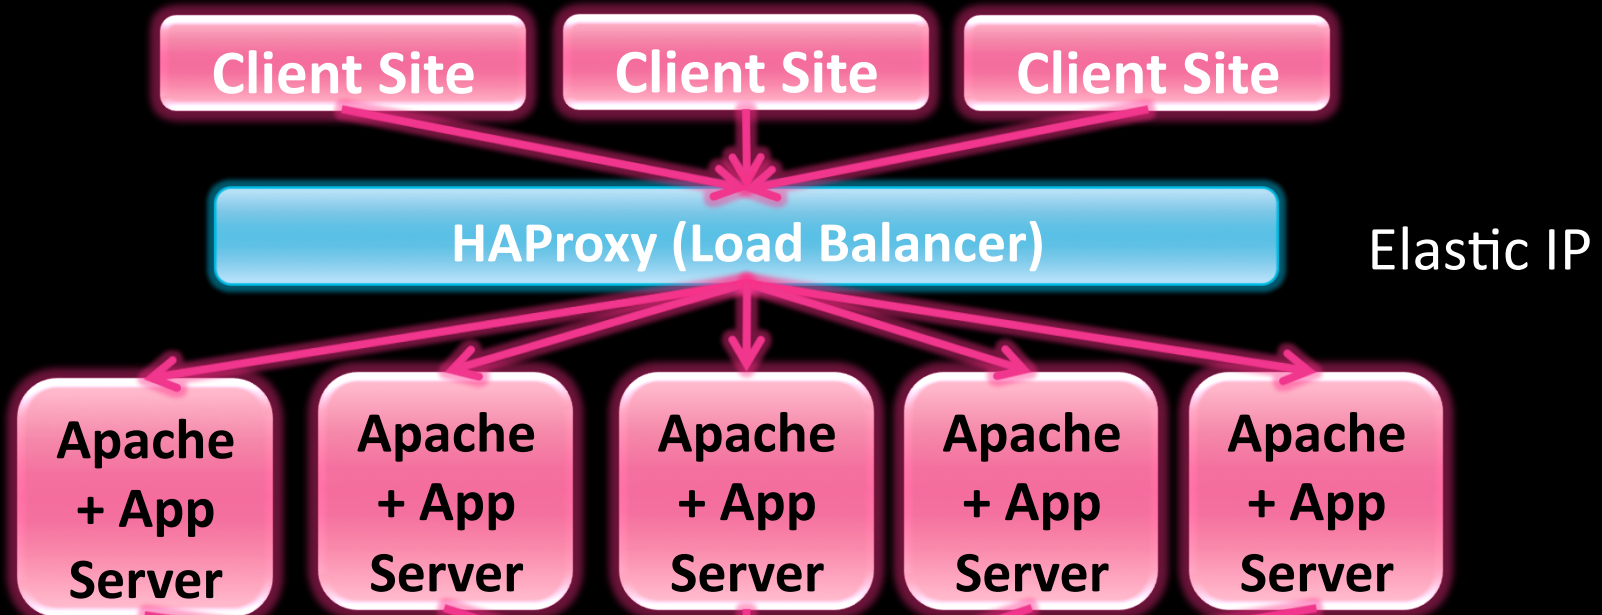 Client Site
Client Site
Client Site
HAProxy (Load Balancer)
Elastic IP
Apache
+ App
Server
Apache
+ App
Server
Apache
+ App
Server
Apache
+ App
Server
Apache
+ App
Server